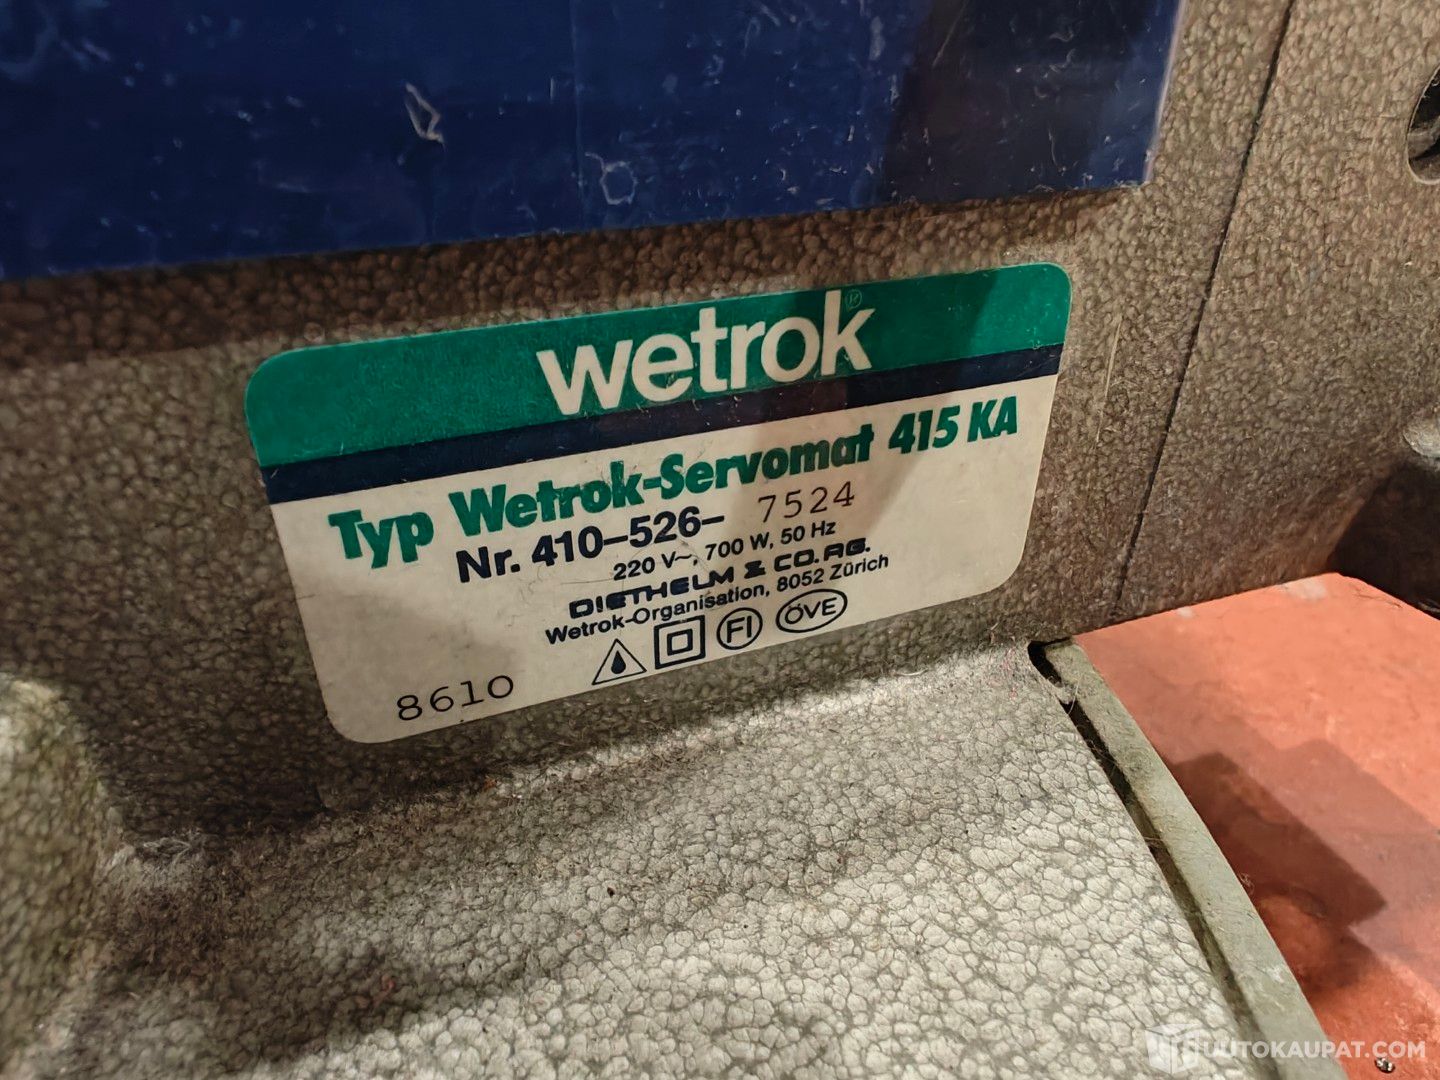 wetrok®
Typ Wetrok-Servomat 415 KA
Nr. 410-526- 7524
220 V~, 700 W, 50 Hz
DIETHELM & CO. AG.
Wetrok-Organisation, 8052 Zürich
FI ÖVE
8610
HUUTOKAUPAT.COM